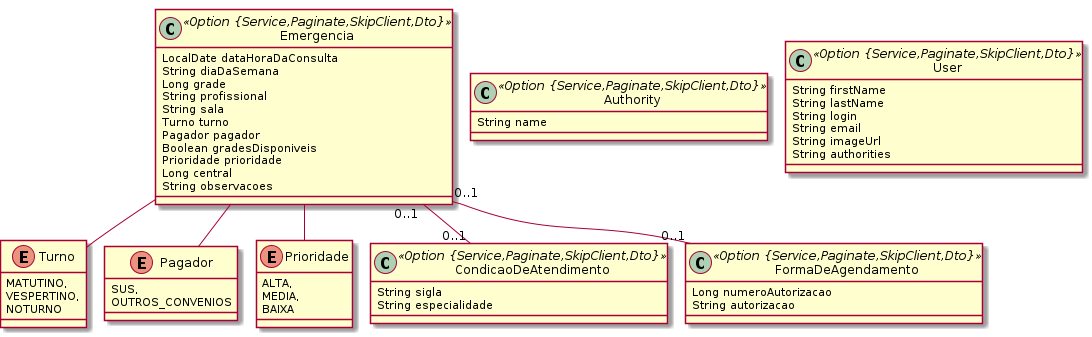 C «Option {Service,Paginate,SkipClient,Dto}»
Emergencia
LocalDate dataHoraDaConsulta
String diaDaSemana
Long grade
String profissional
String sala
Turno turno
Pagador pagador
Boolean gradesDisponiveis
Prioridade prioridade
Long central
String observacoes
C «Option {Service,Paginate,SkipClient,Dto}»
Authority
String name
C «Option {Service,Paginate,SkipClient,Dto}»
User
String firstName
String lastName
String login
String email
String imageUrl
String authorities
0..1
0..1
0..1
0..1
E Turno
MATUTINO,
VESPERTINO,
NOTURNO
E Pagador
SUS,
OUTROS_CONVENIOS
E Prioridade
ALTA,
MEDIA,
BAIXA
C «Option {Service,Paginate,SkipClient,Dto}»
CondicaoDeAtendimento
String sigla
String especialidade
C «Option {Service,Paginate,SkipClient,Dto}»
FormaDeAgendamento
Long numeroAutorizacao
String autorizacao